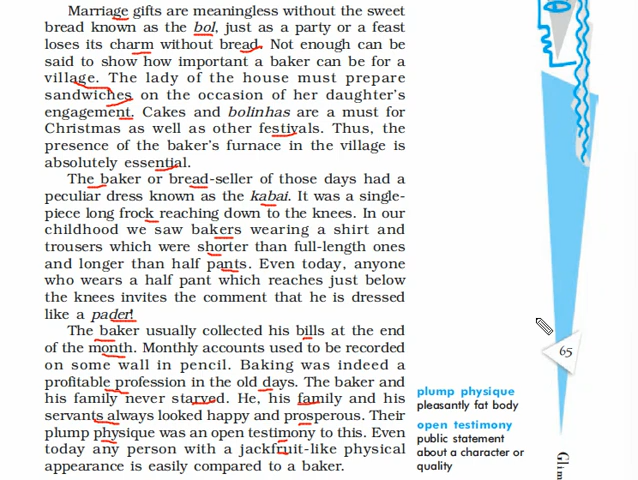 Marriage gifts are meaningless without the sweet
bread known as the bol, just as a party or a feast
loses its charm without bread. Not enough can be
said to show how important a baker can be for a
village. The lady of the house must prepare
sandwiches on the occasion of her daughter's
engagement. Cakes and bolinhas are a must for
Christmas as well as other festivals. Thus, the
presence of the baker's furnace in the village is
absolutely essential.
The baker or bread-seller of those days had a
peculiar dress known as the kabai. It was a single-
piece long frock reaching down to the knees. In our
childhood we saw bakers wearing a shirt and
trousers which were shorter than full-length ones
and longer than half pants. Even today, anyone
who wears a half pant which reaches just below
the knees invites the comment that he is dressed
like a pader!
The baker usually collected his bills at the end
of the month. Monthly accounts used to be recorded
on some wall in pencil. Baking was indeed a
profitable profession in the old days. The baker and
his family never starved. He, his family and his
servants always looked happy and prosperous. Their
plump physique was an open testimony to this. Even
today any person with a jackfruit-like physical
appearance is easily compared to a baker.
65
plump physique
pleasantly fat body
open testimony
public statement
about a character or
quality
Glim